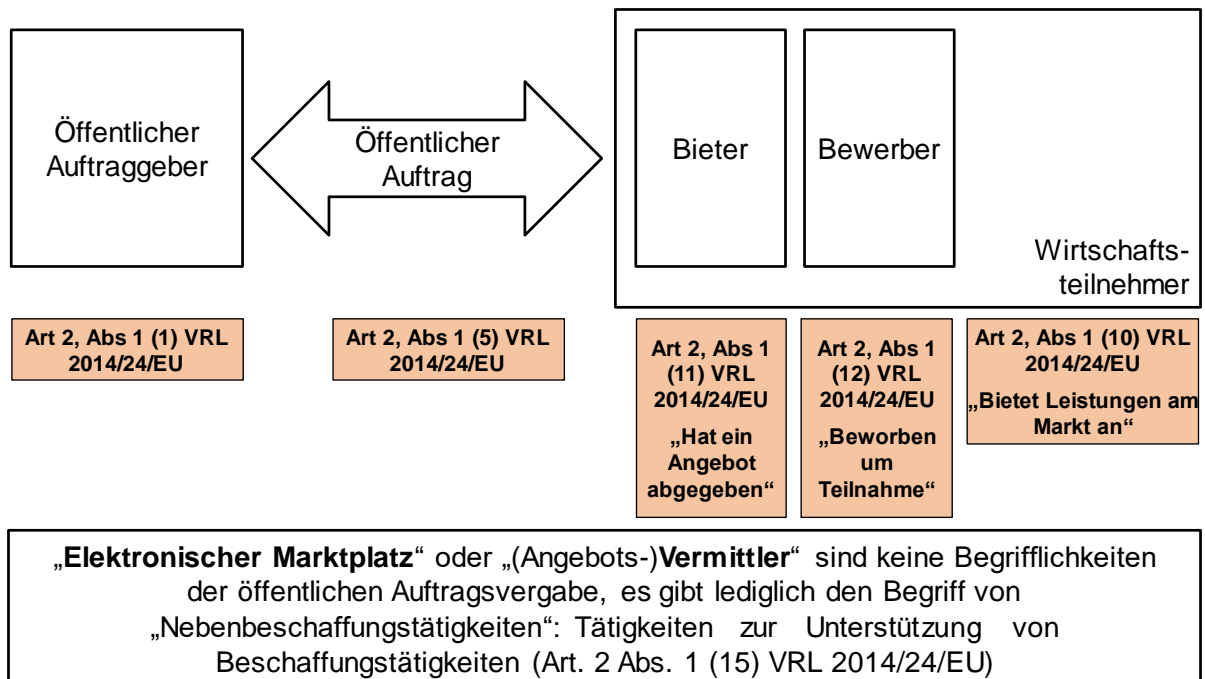 Öffentlicher
Auftraggeber
Öffentlicher
Auftrag
Bieter
Bewerber
Wirtschafts-
teilnehmer
Art 2, Abs 1 (1) VRL
2014/24/EU
Art 2, Abs 1 (5) VRL
2014/24/EU
Art 2, Abs 1
(11) VRL
2014/24/EU
„Hat ein
Angebot
abgegeben“
Art 2, Abs 1
(12) VRL
2014/24/EU
„Beworben
um
Teilnahme“
Art 2, Abs 1 (10) VRL
2014/24/EU
„Bietet Leistungen am
Markt an“
„Elektronischer Marktplatz“ oder „(Angebots-)Vermittler“ sind keine Begrifflichkeiten
der öffentlichen Auftragsvergabe, es gibt lediglich den Begriff von
„Nebenbeschaffungstätigkeiten“: Tätigkeiten zur Unterstützung von
Beschaffungstätigkeiten (Art. 2 Abs. 1 (15) VRL 2014/24/EU)